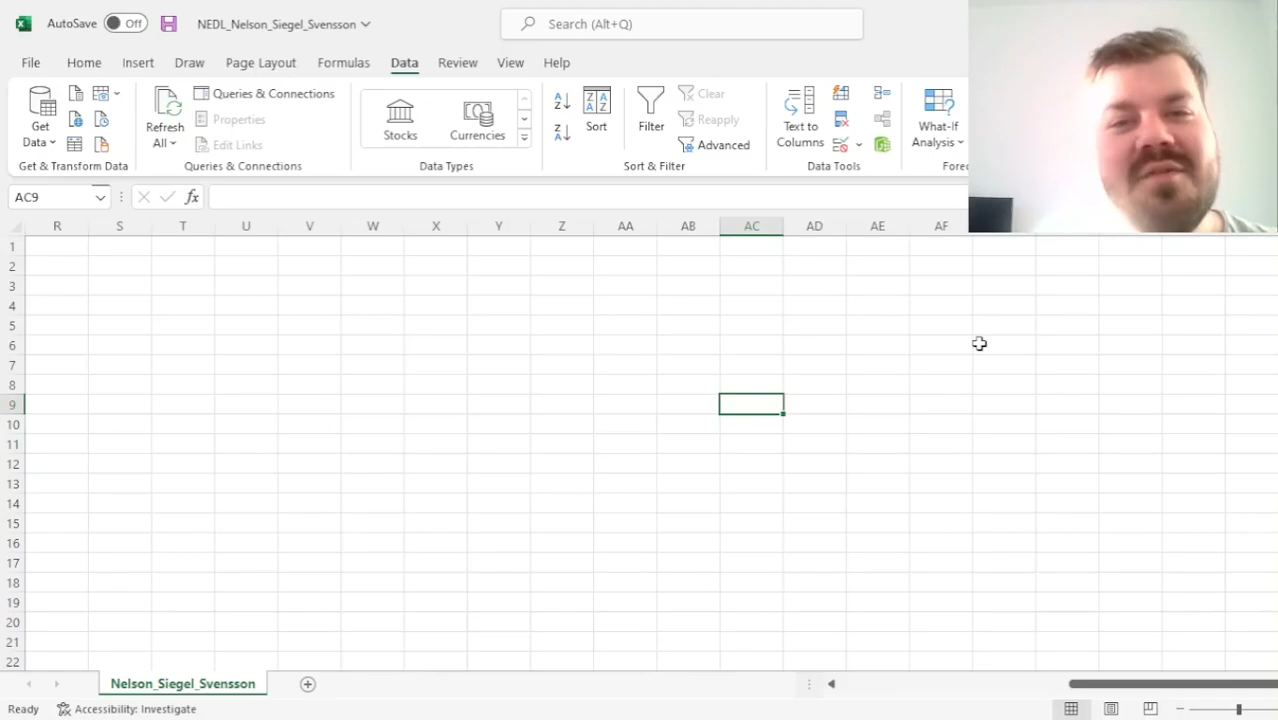 AutoSave Off NEDL_Nelson_Siegel_Svensson Search (Alt+Q)
File Home Insert Draw Page Layout Formulas Data Review View Help
Get Data
Refresh All
Queries & Connections
Properties
Edit Links
Stocks
Currencies
Sort
Filter
Clear
Reapply
Advanced
Text to Columns
What-If Analysis
Get & Transform Data Queries & Connections Data Types Sort & Filter Data Tools
AC9 fx
R S T U V W X Y Z AA AB AC AD AE AF
1
2
3
4
5
6
7
8
9
10
11
12
13
14
15
16
17
18
19
20
21
22
Nelson_Siegel_Svensson
Ready Accessibility: Investigate